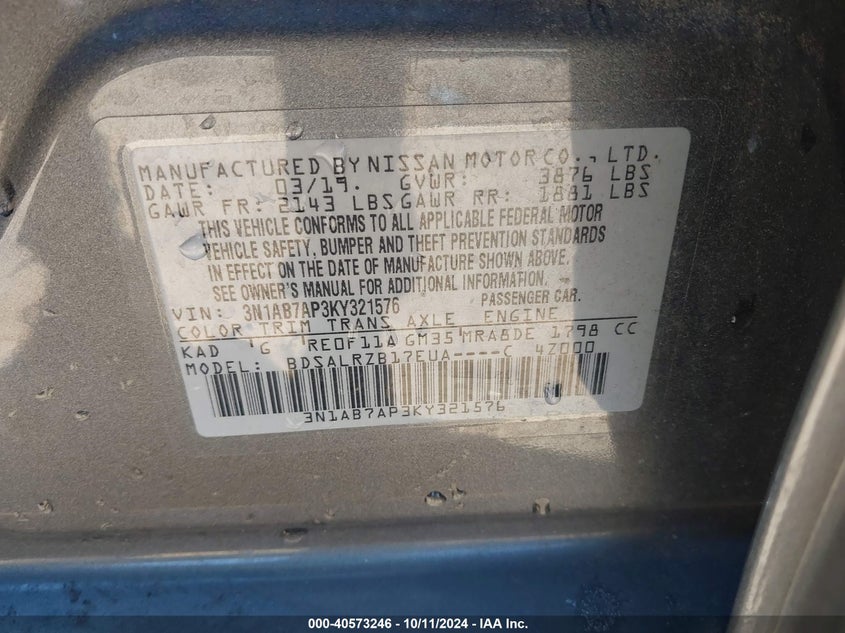 MANUFACTURED BY NISSAN MOTOR CO., LTD.
DATE: 03/19. GVWR: 3876 LBS
GAWR FR: 2143 LBS GAWR RR: 1881 LBS
THIS VEHICLE CONFORMS TO ALL APPLICABLE FEDERAL MOTOR
VEHICLE SAFETY, BUMPER AND THEFT PREVENTION STANDARDS
IN EFFECT ON THE DATE OF MANUFACTURE SHOWN ABOVE.
SEE OWNER'S MANUAL FOR ADDITIONAL INFORMATION.
VIN: 3N1AB7AP3KY321576 PASSENGER CAR.
COLOR TRIM TRANS AXLE ENGINE
KAD G RE0F11A GM35 MRA8DE 1798 CC
MODEL: BDSALRZB17EUA----C 4Z000
3N1AB7AP3KY321576
000-40573246 - 10/11/2024 - IAA Inc.